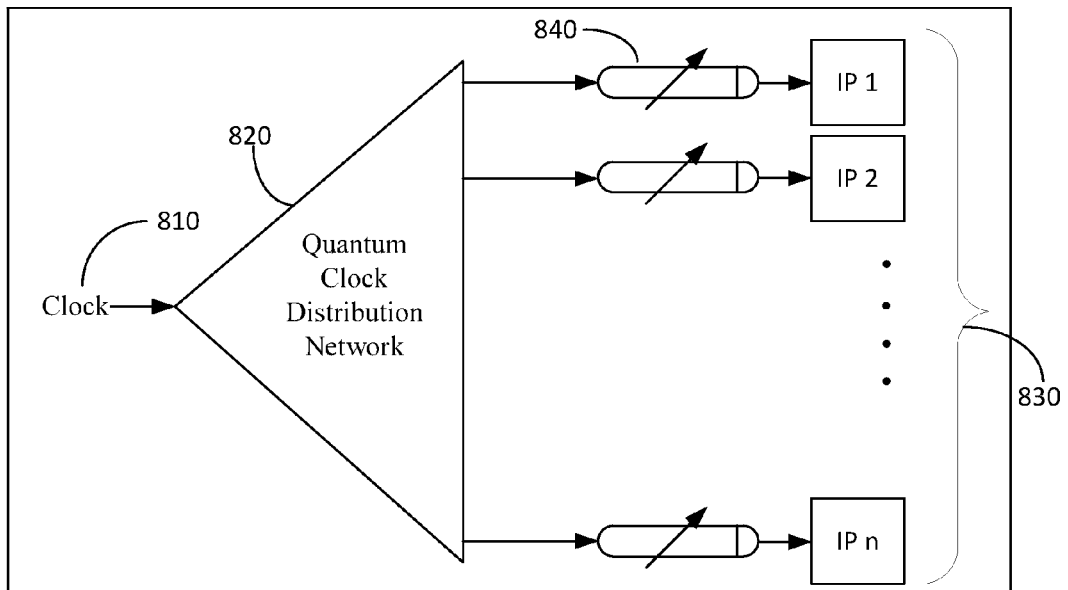 840
IP 1
820
IP 2
810
Quantum
Clock
Distribution
Network
Clock
830
IP n